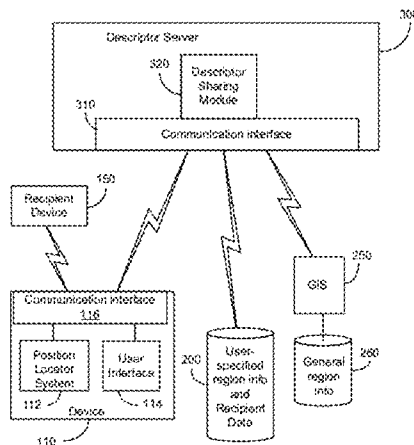 300
Descriptor Server
320
Descriptor
Sharing
Module
310
Communication interface
150
Recipient
Device
250
GIS
Communication interface
116
Position
Locator
System
User
Interface
200
User-
specified
region info
and
Recipient
Data
General
region
info
260
112
114
Device
110